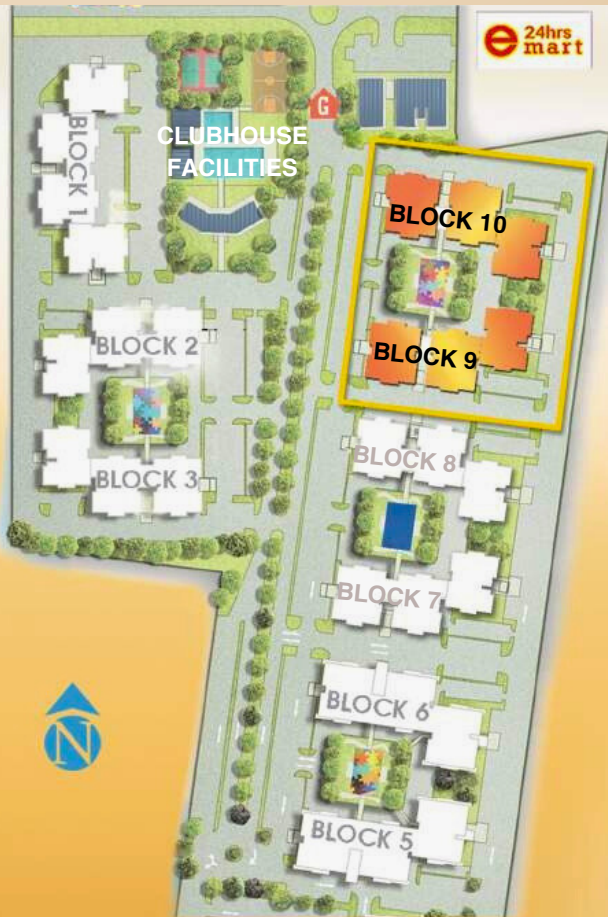 e 24hrs
mart
G
CLUBHOUSE
FACILITIES
BLOCK 1
BLOCK 10
BLOCK 2
BLOCK 9
BLOCK 3
BLOCK 8
BLOCK 7
BLOCK 6
BLOCK 5
N